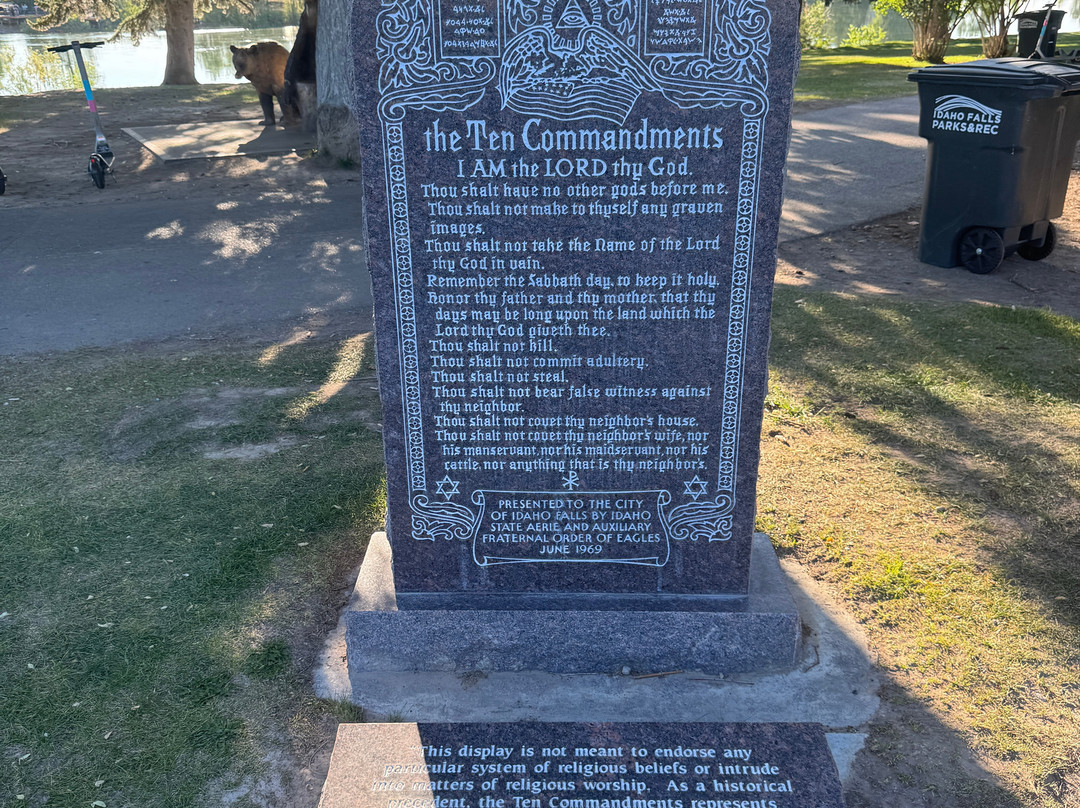 the Ten Commandments
I AM the LORD thy God.
Thou shalt have no other gods before me.
Thou shalt not make to thyself any graven
images.
Thou shalt not take the Name of the Lord
thy God in vain.
Remember the Sabbath day, to keep it holy.
Honor thy father and thy mother, that thy
days may be long upon the land which the
Lord thy God giveth thee.
Thou shalt not kill.
Thou shalt not commit adultery.
Thou shalt not steal.
Thou shalt not bear false witness against
thy neighbor.
Thou shalt not covet thy neighbor's house.
Thou shalt not covet thy neighbor's wife, nor
his manservant, nor his maidservant, nor his
cattle, nor anything that is thy neighbor's.
PRESENTED TO THE CITY
OF IDAHO FALLS BY IDAHO
STATE AERIE AND AUXILIARY
FRATERNAL ORDER OF EAGLES
JUNE 1969
This display is not meant to endorse any
particular system of religious beliefs or intrude
into matters of religious worship. As a historical
precedent, the Ten Commandments represents
IDAHO FALLS
PARKS&REC